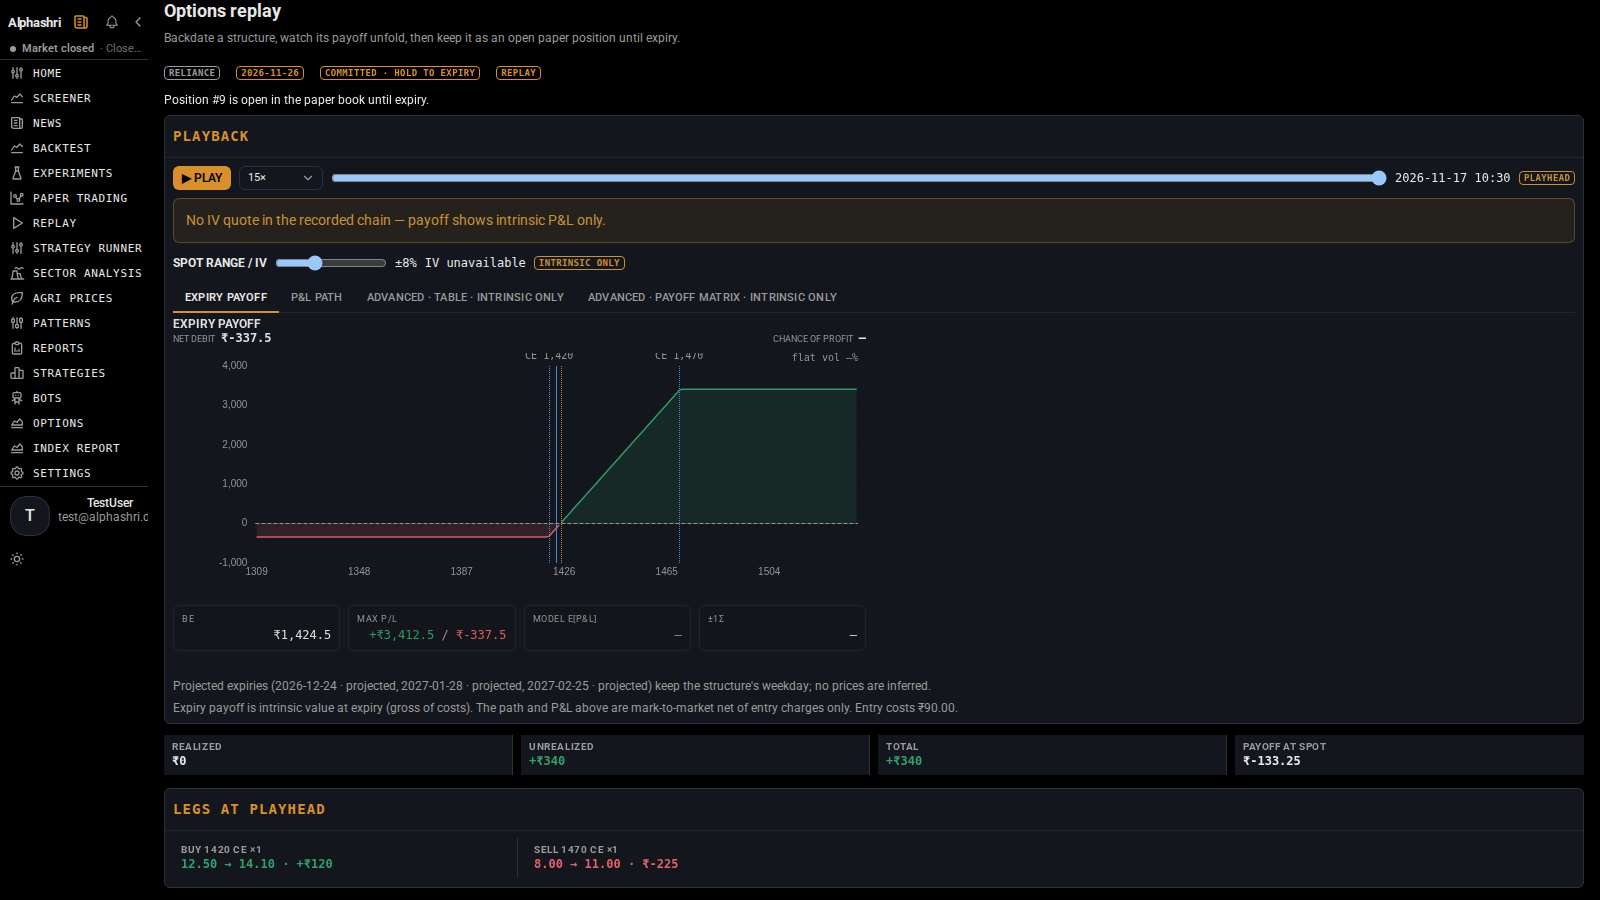 Alphashri
Market closed · Close…
HOME
SCREENER
NEWS
BACKTEST
EXPERIMENTS
PAPER TRADING
REPLAY
STRATEGY RUNNER
SECTOR ANALYSIS
AGRI PRICES
PATTERNS
REPORTS
STRATEGIES
BOTS
OPTIONS
INDEX REPORT
SETTINGS
T
TestUser
test@alphashri.d
Options replay
Backdate a structure, watch its payoff unfold, then keep it as an open paper position until expiry.
RELIANCE 2026-11-26 COMMITTED · HOLD TO EXPIRY REPLAY
Position #9 is open in the paper book until expiry.
PLAYBACK
▶ PLAY 15× 2026-11-17 10:30 PLAYHEAD
No IV quote in the recorded chain — payoff shows intrinsic P&L only.
SPOT RANGE / IV ±8% IV unavailable INTRINSIC ONLY
EXPIRY PAYOFF P&L PATH ADVANCED · TABLE · INTRINSIC ONLY ADVANCED · PAYOFF MATRIX · INTRINSIC ONLY
EXPIRY PAYOFF
NET DEBIT ₹-337.5 CHANCE OF PROFIT —
CE 1,420 CE 1,470 flat vol —%
4,000
3,000
2,000
1,000
0
-1,000
1309 1348 1387 1426 1465 1504
BE
₹1,424.5
MAX P/L
+₹3,412.5 / ₹-337.5
MODEL E[P&L]
—
±1Σ
—
Projected expiries (2026-12-24 · projected, 2027-01-28 · projected, 2027-02-25 · projected) keep the structure's weekday; no prices are inferred.
Expiry payoff is intrinsic value at expiry (gross of costs). The path and P&L above are mark-to-market net of entry charges only. Entry costs ₹90.00.
REALIZED
₹0
UNREALIZED
+₹340
TOTAL
+₹340
PAYOFF AT SPOT
₹-133.25
LEGS AT PLAYHEAD
BUY 1420 CE ×1
12.50 → 14.10 · +₹120
SELL 1470 CE ×1
8.00 → 11.00 · ₹-225